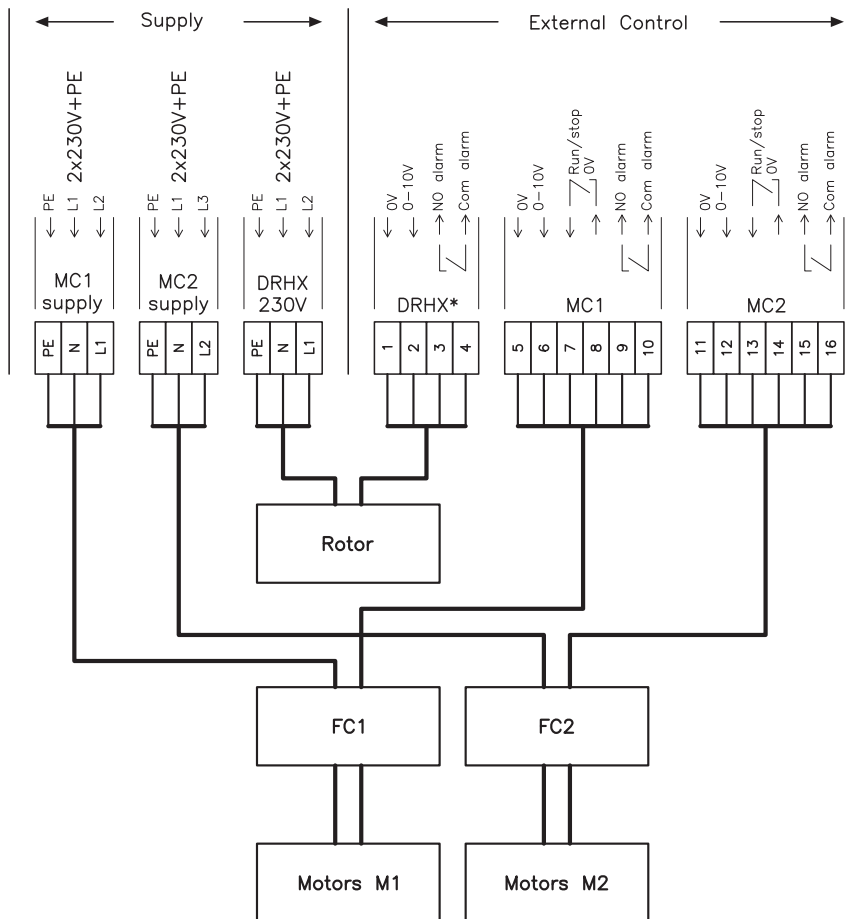 Supply
External Control
PE
L1
L2
2x230V+PE
PE
L1
L3
2x230V+PE
PE
L1
L2
2x230V+PE
0V
0-10V
NO alarm
Com alarm
0V
0-10V
Run/stop
0V
NO alarm
Com alarm
0V
0-10V
Run/stop
0V
NO alarm
Com alarm
MC1
supply
MC2
supply
DRHX
230V
DRHX*
MC1
MC2
PE N L1
PE N L2
PE N L1
1 2 3 4
5 6 7 8 9 10
11 12 13 14 15 16
Rotor
FC1
FC2
Motors M1
Motors M2